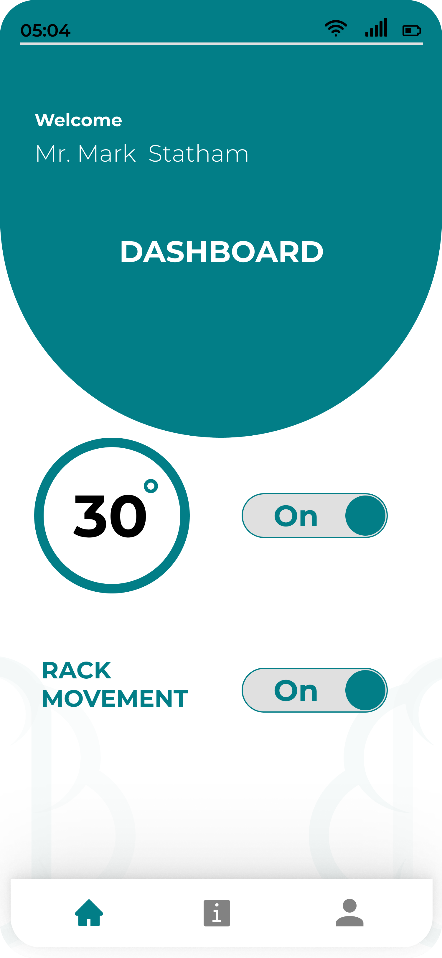 05:04
Welcome
Mr. Mark Statham
DASHBOARD
30°
On
RACK
MOVEMENT
On
i